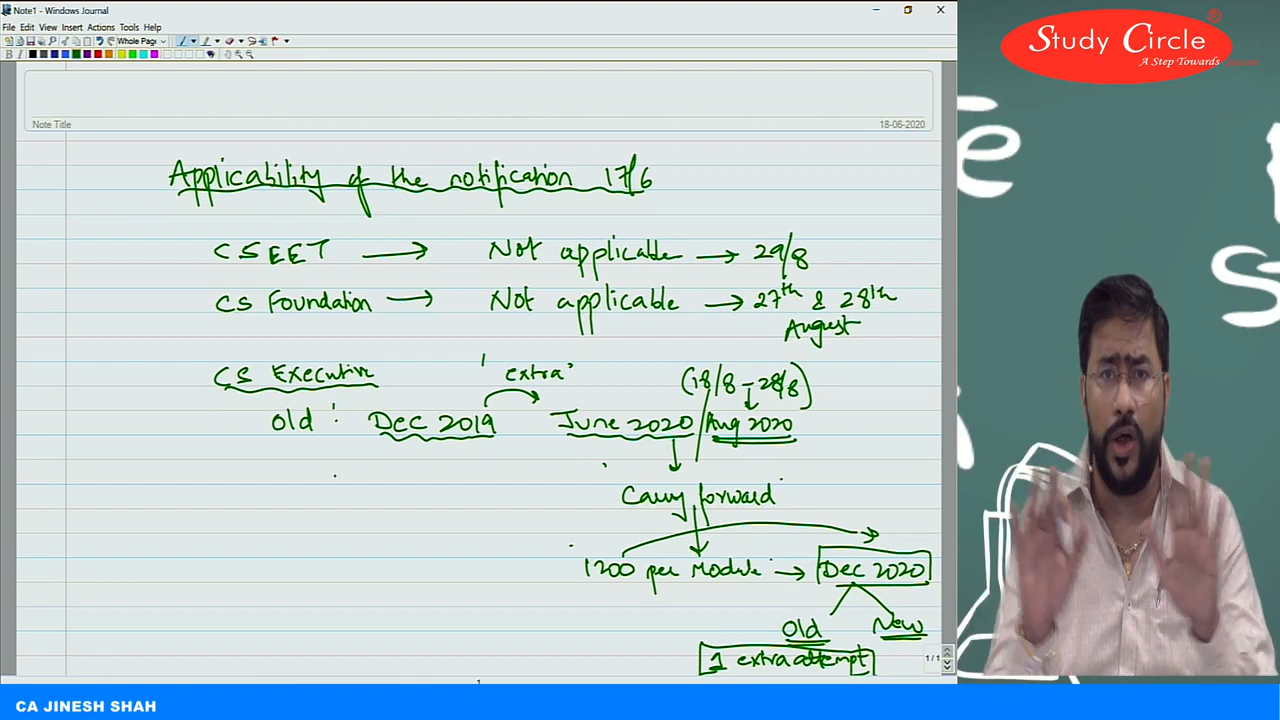 Note1 - Windows Journal
File Edit View Insert Actions Tools Help
Whole Page
Note Title
18-06-2020
Applicability of the notification 17/6
CSEET → Not applicable → 29/8
CS Foundation → Not applicable → 27th & 28th August
CS Executive
"extra"
(18/8 - 28/8)
Old : Dec 2019 June 2020 / Aug 2020
Carry forward
1200 per Module → Dec 2020
Old New
1 extra attempt
1/1
Study Circle
®
A Step Towards
CA JINESH SHAH